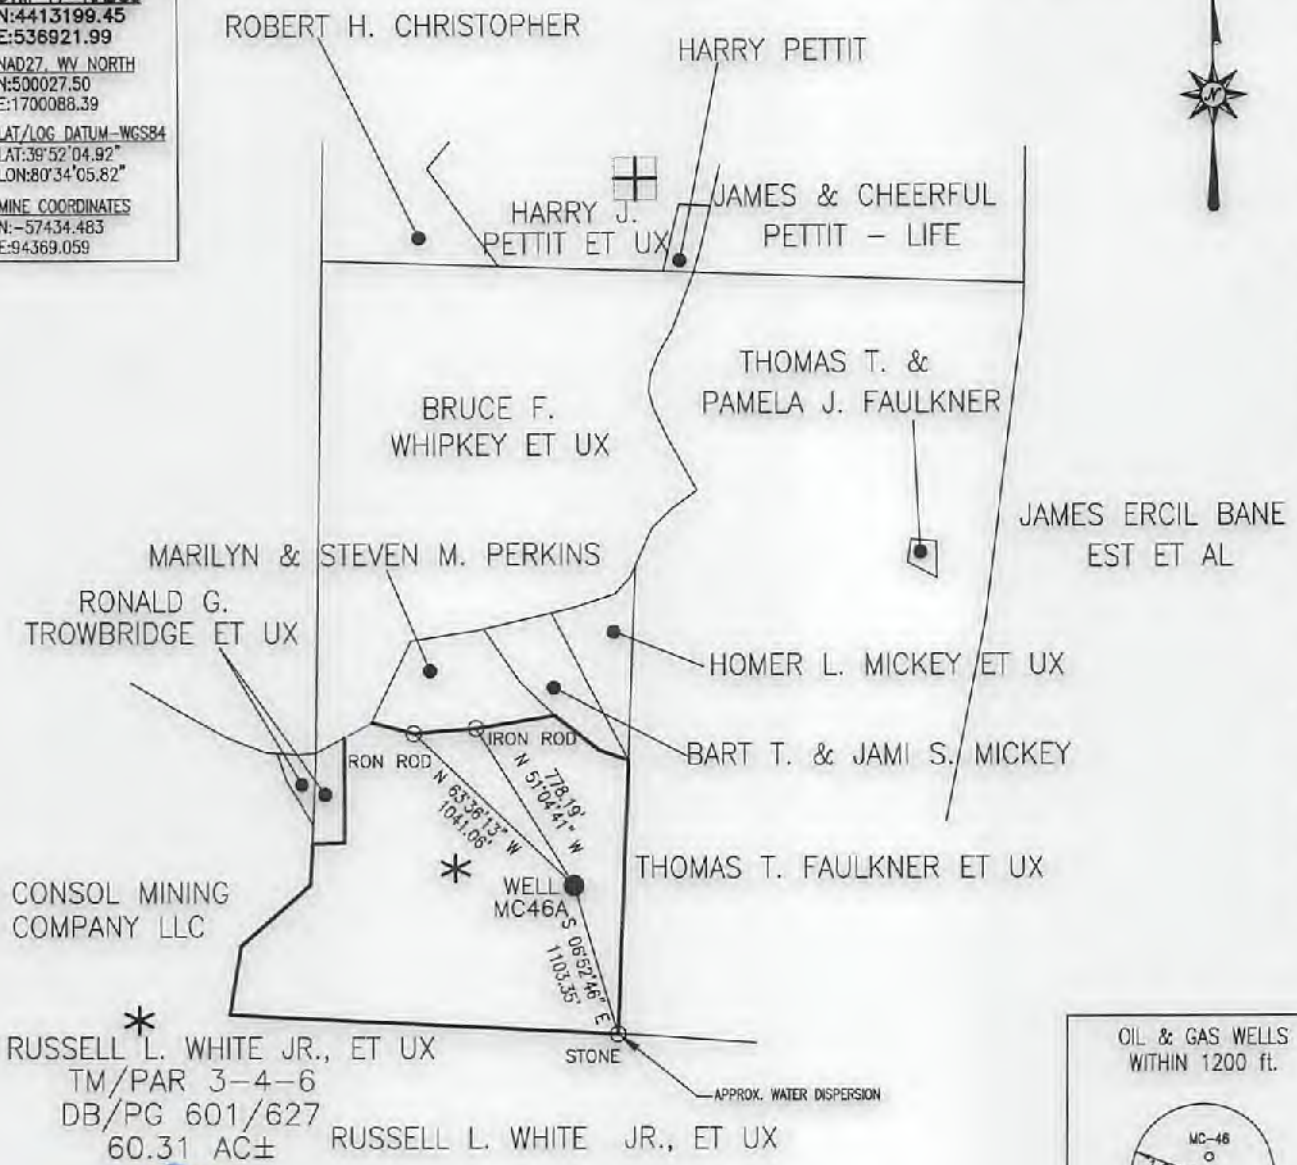 N:4413199.45
E:536921.99
NAD27, WV NORTH
N:500027.50
E:1700088.39
LAT/LOG DATUM-WGS84
LAT:39°52'04.92"
LON:80°34'05.82"
MINE COORDINATES
N:-57434.483
E:94369.059
ROBERT H. CHRISTOPHER
HARRY PETTIT
N
HARRY J.
PETTIT ET UX
JAMES & CHEERFUL
PETTIT - LIFE
THOMAS T. &
PAMELA J. FAULKNER
BRUCE F.
WHIPKEY ET UX
JAMES ERCIL BANE
EST ET AL
MARILYN & STEVEN M. PERKINS
RONALD G.
TROWBRIDGE ET UX
HOMER L. MICKEY ET UX
BART T. & JAMI S. MICKEY
RON ROD
IRON ROD
N 63°36'13" W
1041.06'
778.19'
N 51°04'41" W
THOMAS T. FAULKNER ET UX
WELL
MC46A
CONSOL MINING
COMPANY LLC
S 06°52'46" E
1103.35'
STONE
APPROX. WATER DISPERSION
RUSSELL L. WHITE JR., ET UX
TM/PAR 3-4-6
DB/PG 601/627
60.31 AC±
RUSSELL L. WHITE JR., ET UX
OIL & GAS WELLS
WITHIN 1200 ft.
MC-46